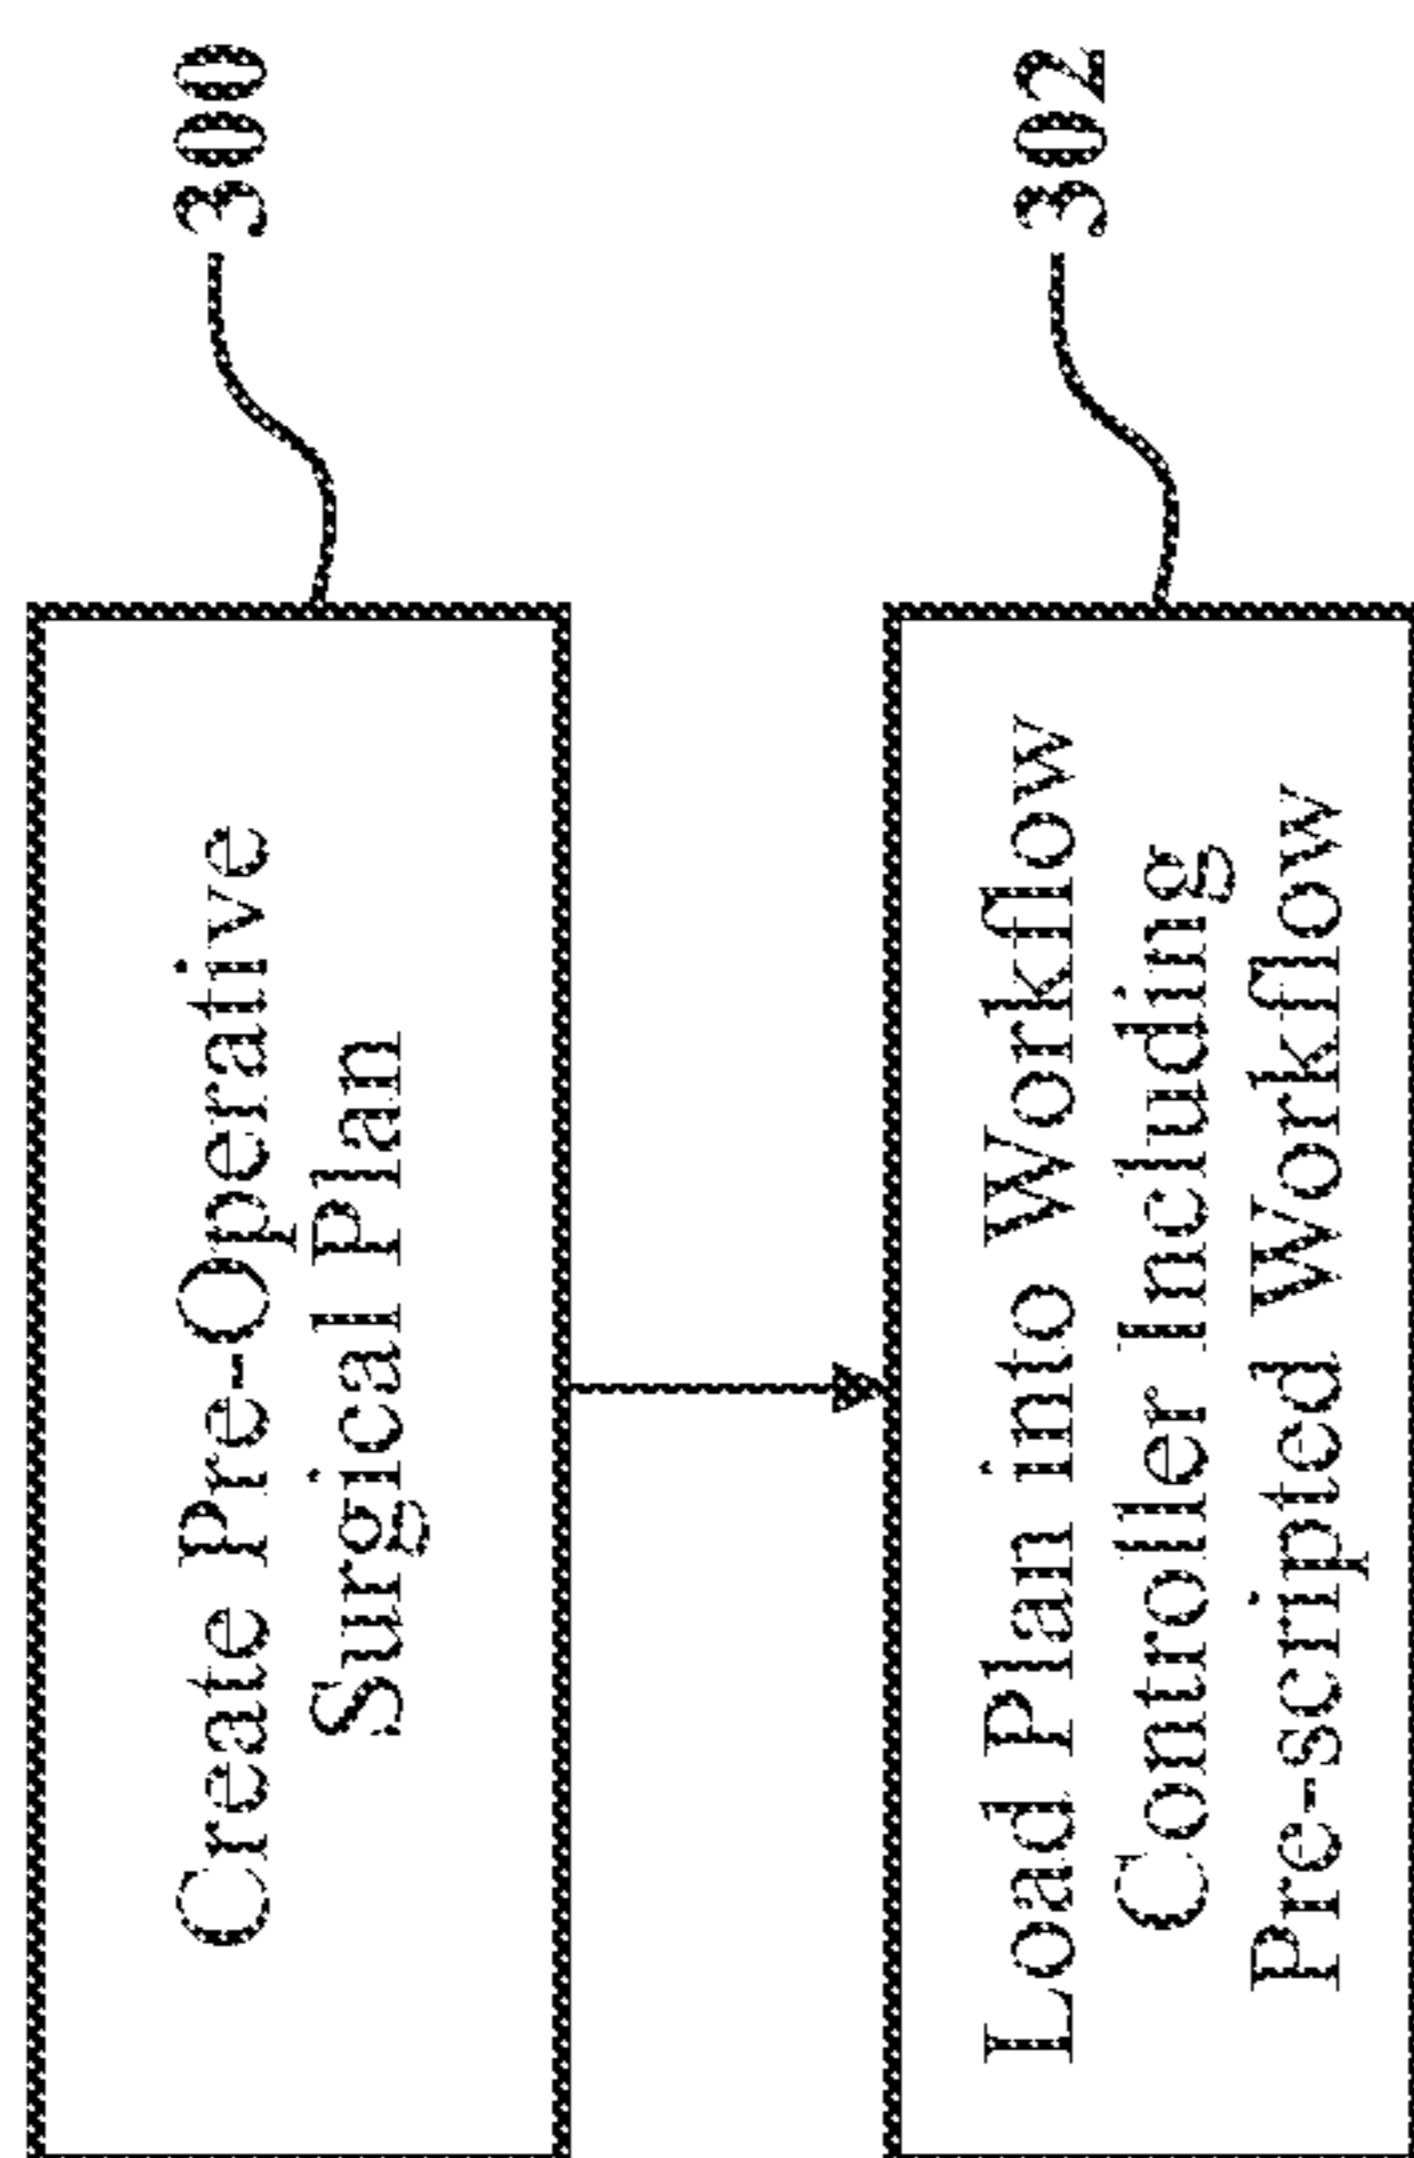 Create Pre-Operative
Surgical Plan
300
Load Plan into Workflow
Controller Including
Pre-scripted Workflow
302